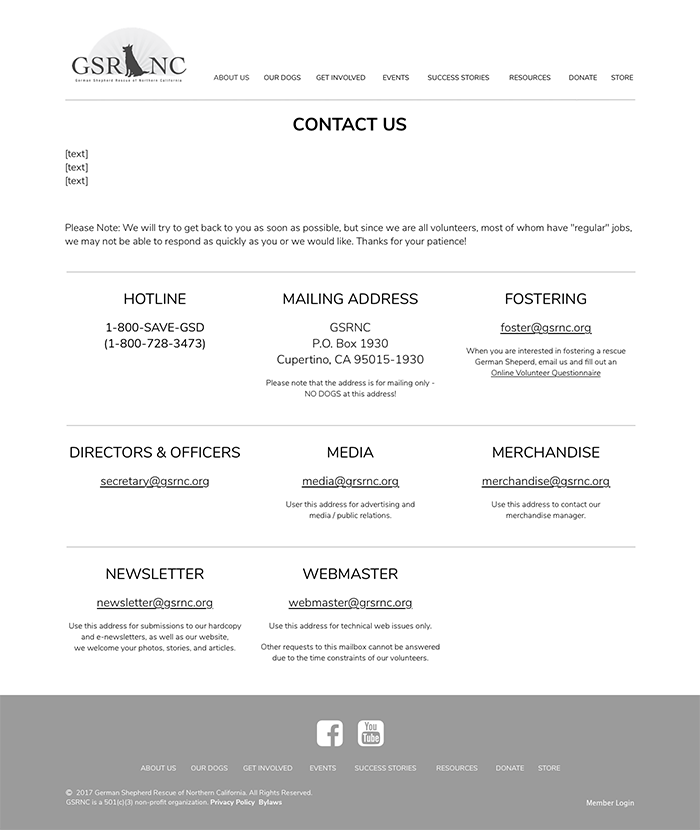 GSR NC
German Shepherd Rescue of Northern California
ABOUT US OUR DOGS GET INVOLVED EVENTS SUCCESS STORIES RESOURCES DONATE STORE
CONTACT US
[text]
[text]
[text]
Please Note: We will try to get back to you as soon as possible, but since we are all volunteers, most of whom have "regular" jobs,
we may not be able to respond as quickly as you or we would like. Thanks for your patience!
HOTLINE
1-800-SAVE-GSD
(1-800-728-3473)
MAILING ADDRESS
GSRNC
P.O. Box 1930
Cupertino, CA 95015-1930
Please note that the address is for mailing only -
NO DOGS at this address!
FOSTERING
foster@gsrnc.org
When you are interested in fostering a rescue
German Sheperd, email us and fill out an
Online Volunteer Questionnaire
DIRECTORS & OFFICERS
secretary@gsrnc.org
MEDIA
media@grsrnc.org
User this address for advertising and
media / public relations.
MERCHANDISE
merchandise@gsrnc.org
Use this address to contact our
merchandise manager.
NEWSLETTER
newsletter@gsrnc.org
Use this address for submissions to our hardcopy
and e-newsletters, as well as our website,
we welcome your photos, stories, and articles.
WEBMASTER
webmaster@grsrnc.org
Use this address for technical web issues only.
Other requests to this mailbox cannot be answered
due to the time constraints of our volunteers.
You
Tube
ABOUT US OUR DOGS GET INVOLVED EVENTS SUCCESS STORIES RESOURCES DONATE STORE
© 2017 German Shepherd Rescue of Northern California. All Rights Reserved.
GSRNC is a 501(c)(3) non-profit organization. Privacy Policy Bylaws
Member Login